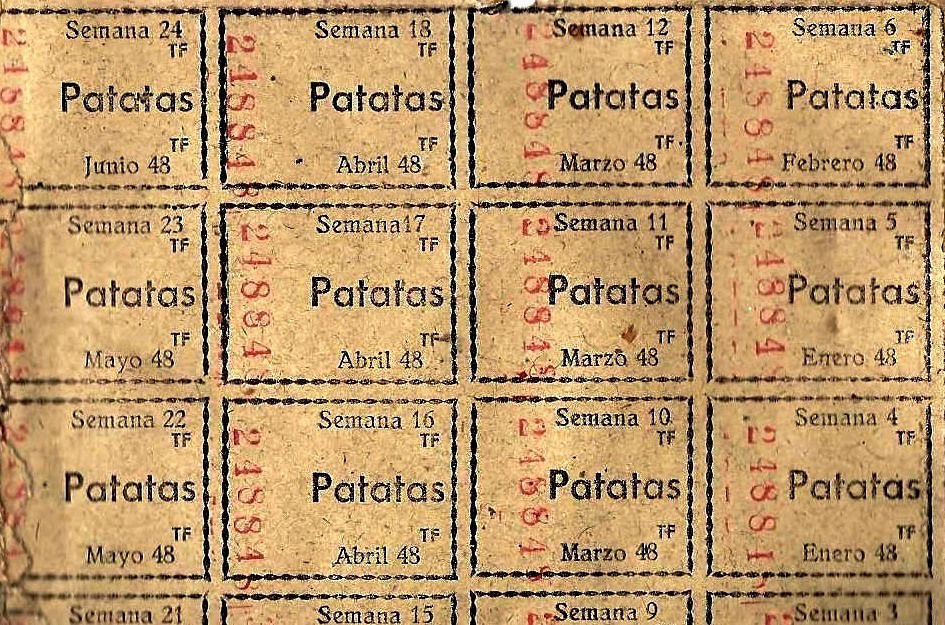 Semana 24
TF
Patatas
TF
Junio 48
Semana 18
TF
Patatas
TF
Abril 48
Semana 12
TF
Patatas
TF
Marzo 48
Semana 6
TF
Patatas
TF
Febrero 48
Semana 23
TF
Patatas
TF
Mayo 48
Semana17
TF
Patatas
TF
Abril 48
Semana 11
TF
Patatas
TF
Marzo 48
Semana 5
TF
Patatas
TF
Enero 48
Semana 22
TF
Patatas
TF
Mayo 48
Semana 16
TF
Patatas
TF
Abril 48
Semana 10
TF
Patatas
TF
Marzo 48
Semana 4
TF
Patatas
TF
Enero 48
Semana 21
Semana 15
Semana 9
Semana 3
24884
24884
24884
24884
24884
24884
24884